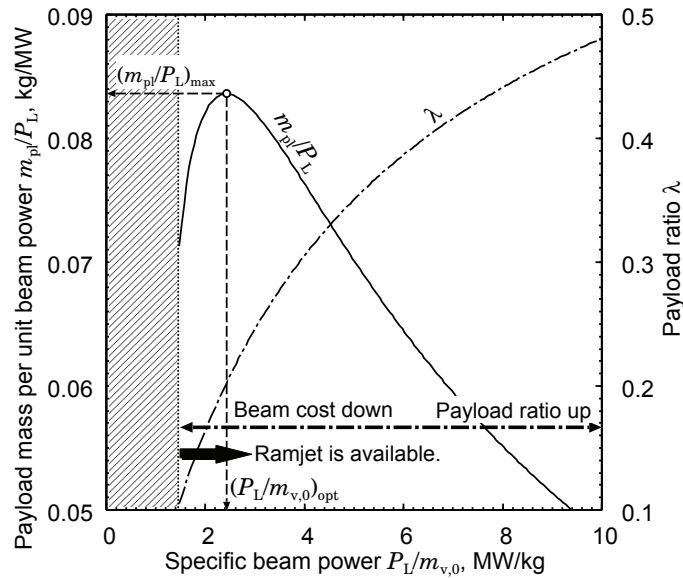 0.09
0.08
0.07
0.06
0.05
Payload mass per unit beam power m_pl/P_L, kg/MW
(m_pl/P_L)_max
m_pl/P_L
λ
Beam cost down Payload ratio up
Ramjet is available.
(P_L/m_v,0)_opt
0.5
0.4
0.3
0.2
0.1
Payload ratio λ
0 2 4 6 8 10
Specific beam power P_L/m_v,0, MW/kg